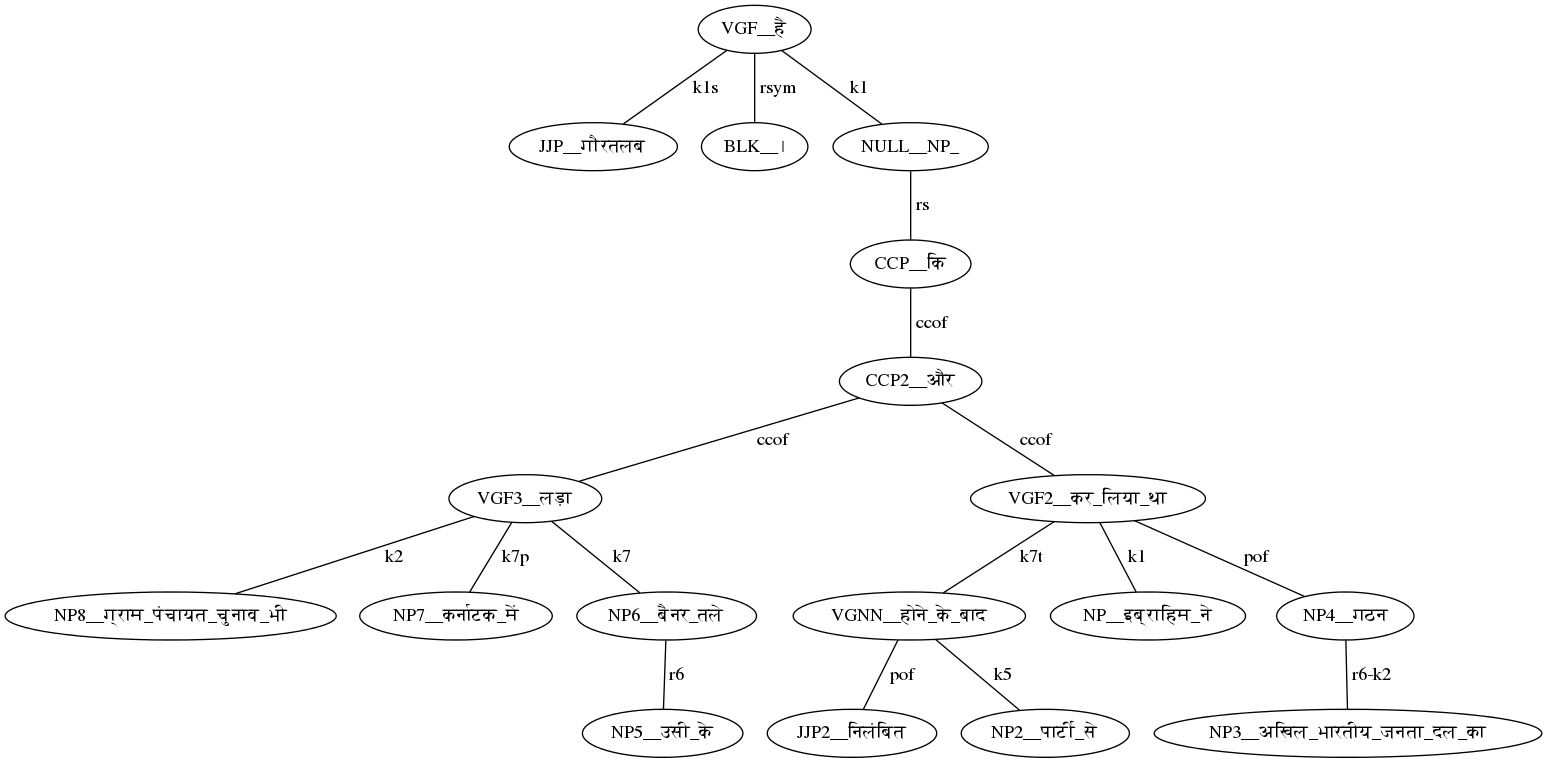 VGF__है
k1s rsym k1
JJP__गौरतलब BLK__। NULL__NP_
rs
CCP__कि
ccof
CCP2__और
ccof ccof
VGF3__लड़ा VGF2__कर_लिया_था
k2 k7p k7 k7t k1 pof
NP8__ग्राम_पंचायत_चुनाव_भी NP7__कर्नाटक_में NP6__बैनर_तले VGNN__होने_के_बाद NP__इब्राहिम_ने NP4__गठन
r6 pof k5 r6-k2
NP5__उसी_के JJP2__निलंबित NP2__पार्टी_से NP3__अखिल_भारतीय_जनता_दल_का